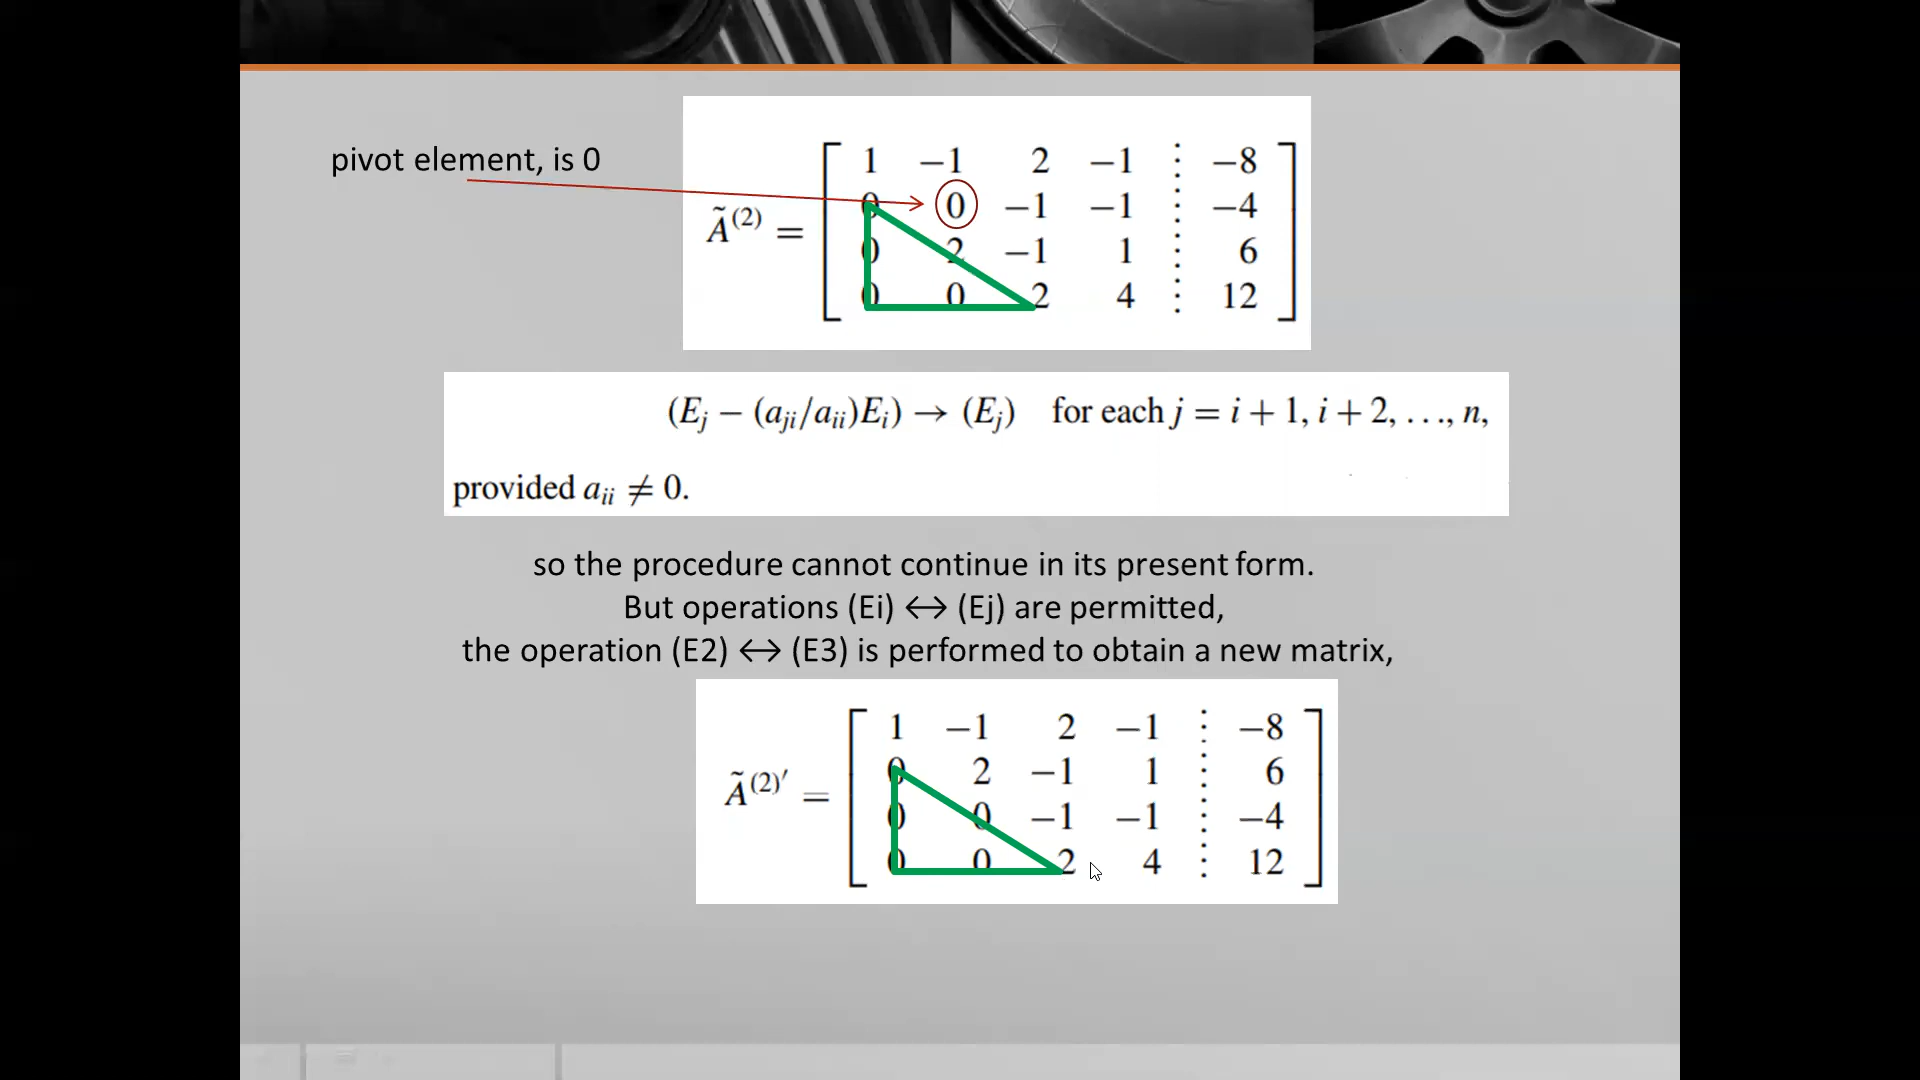 pivot element, is 0
Ã⁽²⁾ =
1 −1 2 −1 ⋮ −8
0 0 −1 −1 ⋮ −4
0 2 −1 1 ⋮ 6
0 0 2 4 ⋮ 12
(Eⱼ − (aⱼᵢ/aᵢᵢ)Eᵢ) → (Eⱼ) for each j = i + 1, i + 2, . . ., n,
provided aᵢᵢ ≠ 0.
so the procedure cannot continue in its present form.
But operations (Ei) ↔ (Ej) are permitted,
the operation (E2) ↔ (E3) is performed to obtain a new matrix,
Ã⁽²⁾′ =
1 −1 2 −1 ⋮ −8
0 2 −1 1 ⋮ 6
0 0 −1 −1 ⋮ −4
0 0 2 4 ⋮ 12